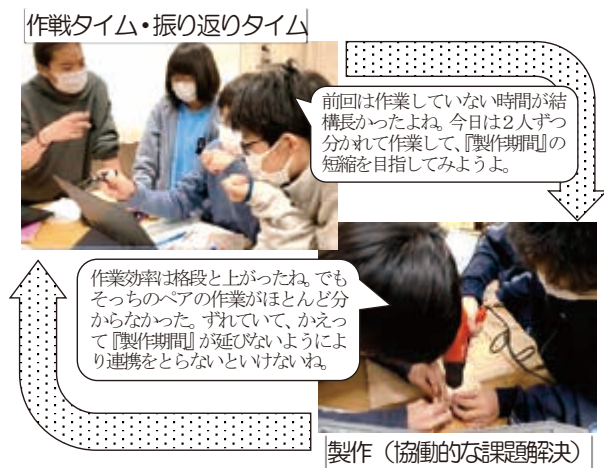 作戦タイム・振り返りタイム
前回は作業していない時間が結
構長かったよね。今日は２人ずつ
分かれて作業して、『製作期間』の
短縮を目指してみようよ。
作業効率は格段と上がったね。でも
そっちのペアの作業がほとんど分
からなかった。ずれていて、かえっ
て『製作期間』が延びないようによ
り連携をとらないといけないね。
製作（協働的な課題解決）